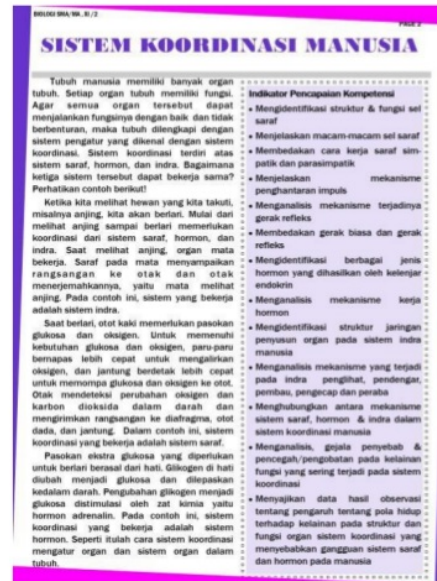 BIOLOGI SMA/MA, XI / 2
PAGE 2
SISTEM KOORDINASI MANUSIA
Tubuh manusia memiliki banyak organ
tubuh. Setiap organ tubuh memiliki fungsi.
Agar semua organ tersebut dapat
menjalankan fungsinya dengan baik dan tidak
berbenturan, maka tubuh dilengkapi dengan
sistem pengatur yang dikenal dengan sistem
koordinasi. Sistem koordinasi terdiri atas
sistem saraf, hormon, dan indra. Bagaimana
ketiga sistem tersebut dapat bekerja sama?
Perhatikan contoh berikut!
Ketika kita melihat hewan yang kita takuti,
misalnya anjing, kita akan berlari. Mulai dari
melihat anjing sampai berlari memerlukan
koordinasi dari sistem saraf, hormon, dan
indra. Saat melihat anjing, organ mata
bekerja. Saraf pada mata menyampaikan
rangsangan ke otak dan otak
menerjemahkannya, yaitu mata melihat
anjing. Pada contoh ini, sistem yang bekerja
adalah sistem indra.
Saat berlari, otot kaki memerlukan pasokan
glukosa dan oksigen. Untuk memenuhi
kebutuhan glukosa dan oksigen, paru-paru
bernapas lebih cepat untuk mengalirkan
oksigen, dan jantung berdetak lebih cepat
untuk memompa glukosa dan oksigen ke otot.
Otak mendeteksi perubahan oksigen dan
karbon dioksida dalam darah dan
mengirimkan rangsangan ke diafragma, otot
dada, dan jantung. Dalam contoh ini, sistem
koordinasi yang bekerja adalah sistem saraf.
Pasokan ekstra glukosa yang diperlukan
untuk berlari berasal dari hati. Glikogen di hati
diubah menjadi glukosa dan dilepaskan
kedalam darah. Pengubahan glikogen menjadi
glukosa distimulasi oleh zat kimia yaitu
hormon adrenalin. Pada contoh ini, sistem
koordinasi yang bekerja adalah sistem
hormon. Seperti itulah cara sistem koordinasi
mengatur organ dan sistem organ dalam
tubuh.
Indikator Pencapaian Kompetensi
• Mengidentifikasi struktur & fungsi sel
saraf
• Menjelaskan macam-macam sel saraf
• Membedakan cara kerja saraf sim-
patik dan parasimpatik
• Menjelaskan mekanisme
penghantaran impuls
• Menganalisis mekanisme terjadinya
gerak refleks
• Membedakan gerak biasa dan gerak
refleks
• Mengidentifikasi berbagai jenis
hormon yang dihasilkan oleh kelenjar
endokrin
• Menganalisis mekanisme kerja
hormon
• Mengidentifikasi struktur jaringan
penyusun organ pada sistem indra
manusia
• Menganalisis mekanisme yang terjadi
pada indra penglihat, pendengar,
pembau, pengecap dan peraba
• Menghubungkan antara mekanisme
sistem saraf, hormon & indra dalam
sistem koordinasi manusia
• Menganalisis, gejala penyebab &
pencegah/pengobatan pada kelainan
fungsi yang sering terjadi pada sistem
koordinasi
• Menyajikan data hasil observasi
tentang pengaruh tentang pola hidup
terhadap kelainan pada struktur dan
fungsi organ sistem koordinasi yang
menyebabkan gangguan sistem saraf
dan hormon pada manusia